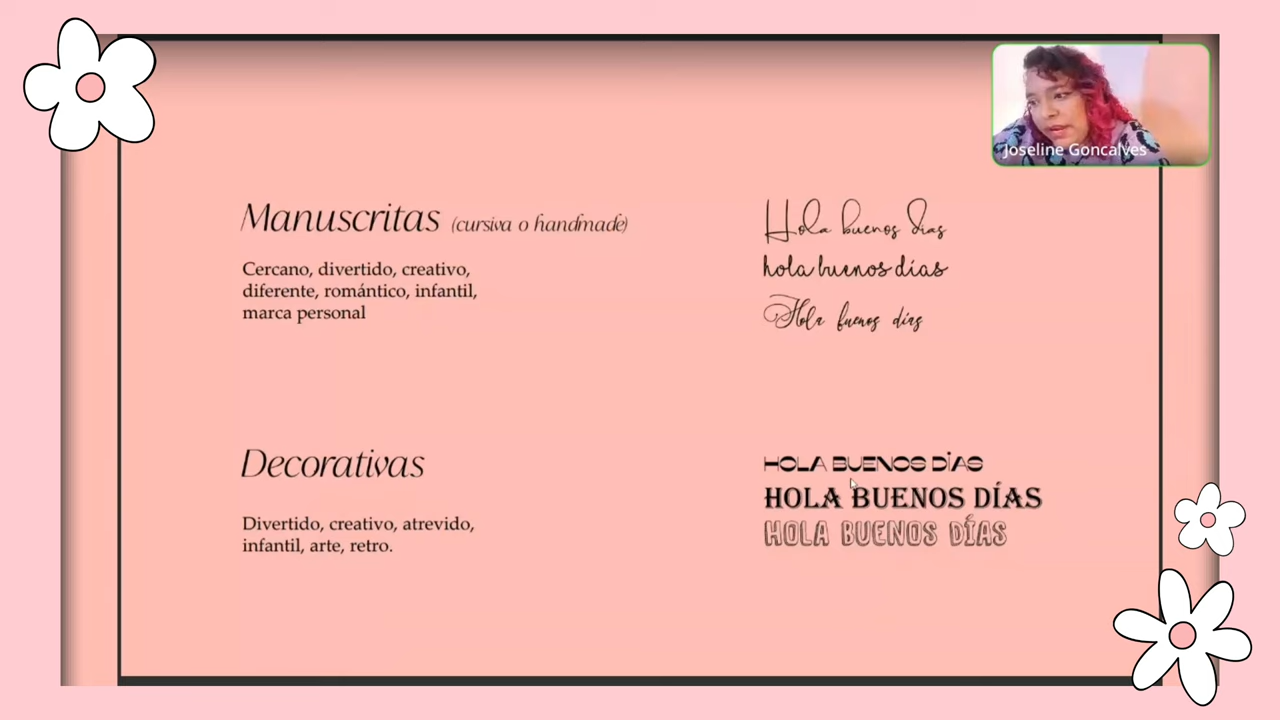 Joseline Goncalves
Manuscritas (cursiva o handmade)
Cercano, divertido, creativo,
diferente, romántico, infantil,
marca personal
Hola buenos días
hola buenos días
Hola buenos días
Decorativas
Divertido, creativo, atrevido,
infantil, arte, retro.
HOLA BUENOS DÍAS
HOLA BUENOS DÍAS
HOLA BUENOS DÍAS